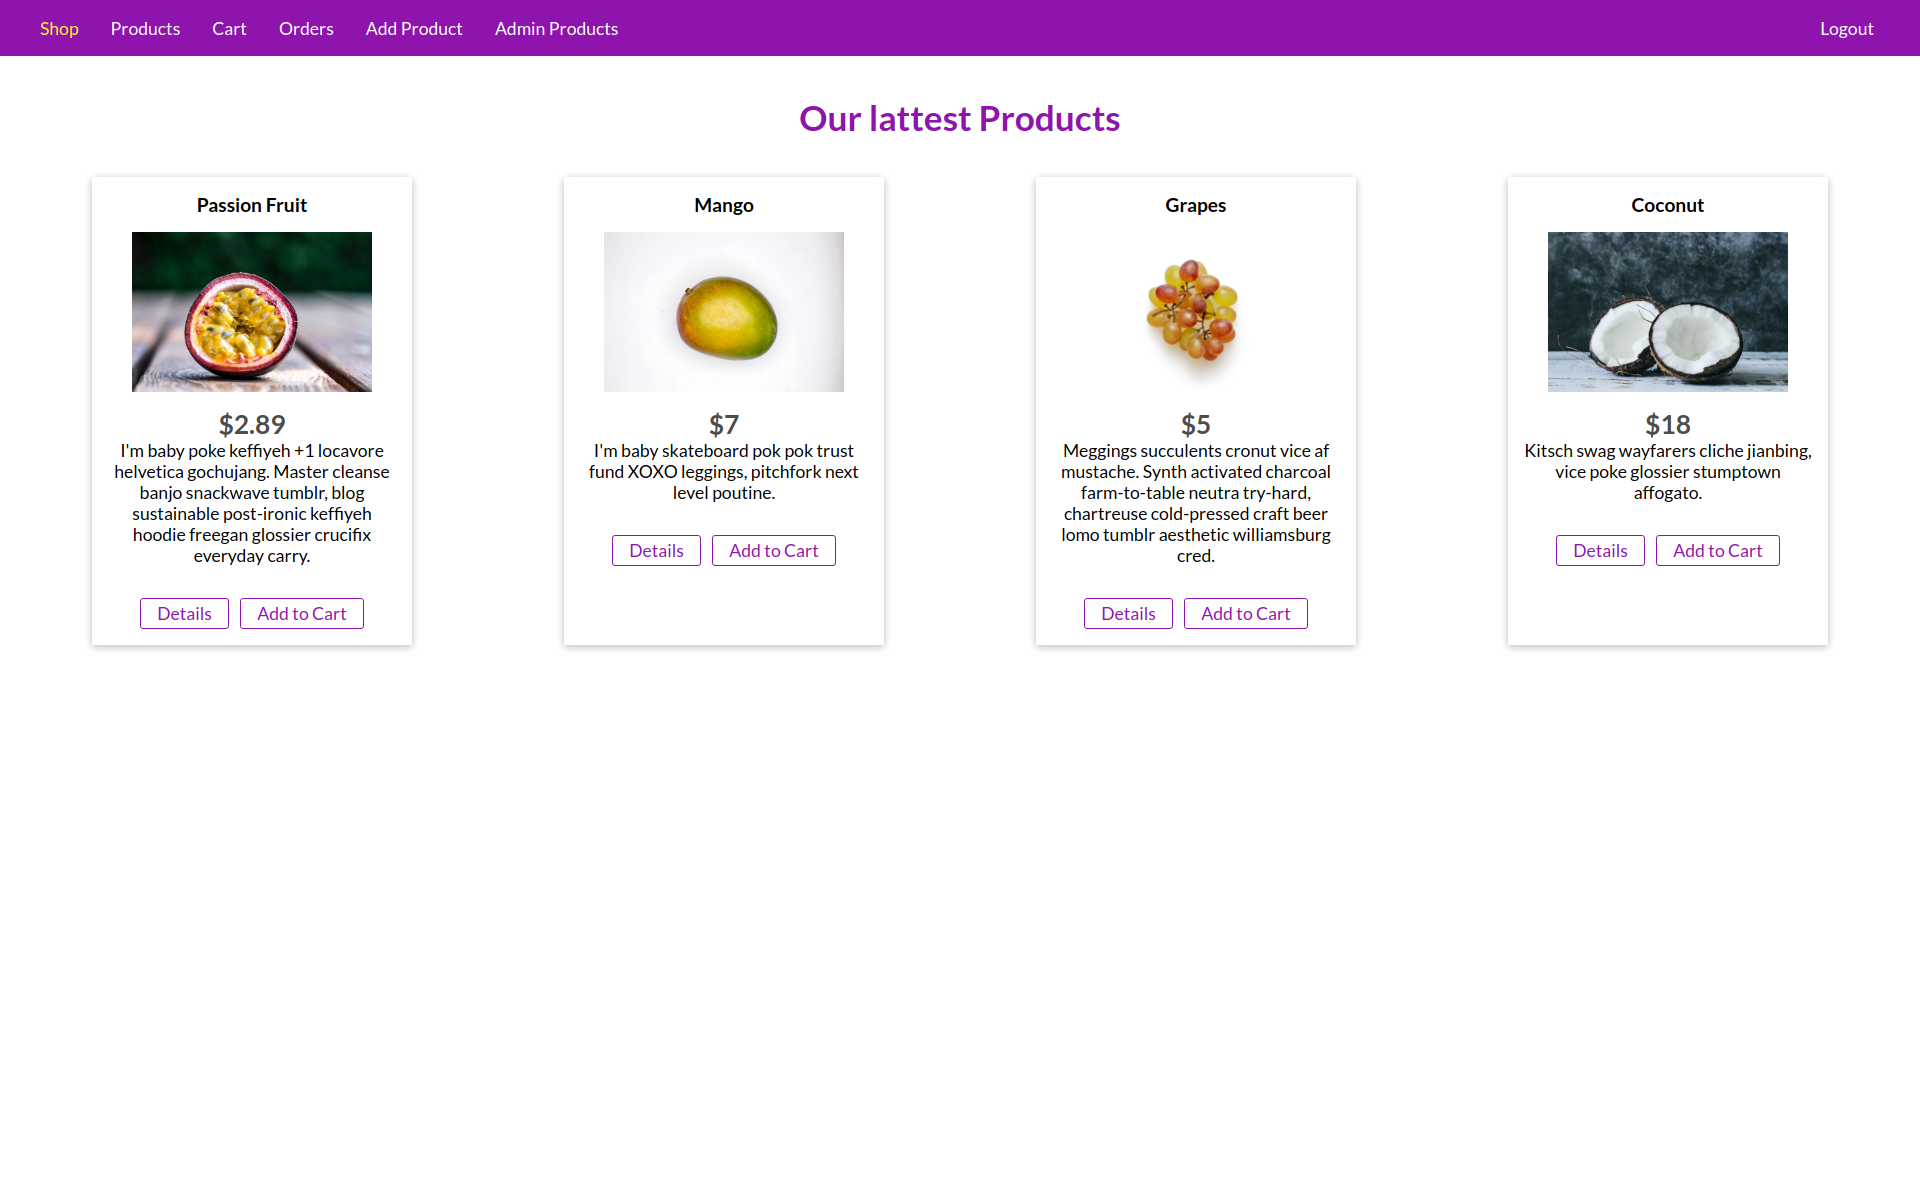 Shop Products Cart Orders Add Product Admin Products Logout
Our lattest Products
Passion Fruit
$2.89
I'm baby poke keffiyeh +1 locavore
helvetica gochujang. Master cleanse
banjo snackwave tumblr, blog
sustainable post-ironic keffiyeh
hoodie freegan glossier crucifix
everyday carry.
Details Add to Cart
Mango
$7
I'm baby skateboard pok pok trust
fund XOXO leggings, pitchfork next
level poutine.
Details Add to Cart
Grapes
$5
Meggings succulents cronut vice af
mustache. Synth activated charcoal
farm-to-table neutra try-hard,
chartreuse cold-pressed craft beer
lomo tumblr aesthetic williamsburg
cred.
Details Add to Cart
Coconut
$18
Kitsch swag wayfarers cliche jianbing,
vice poke glossier stumptown
affogato.
Details Add to Cart